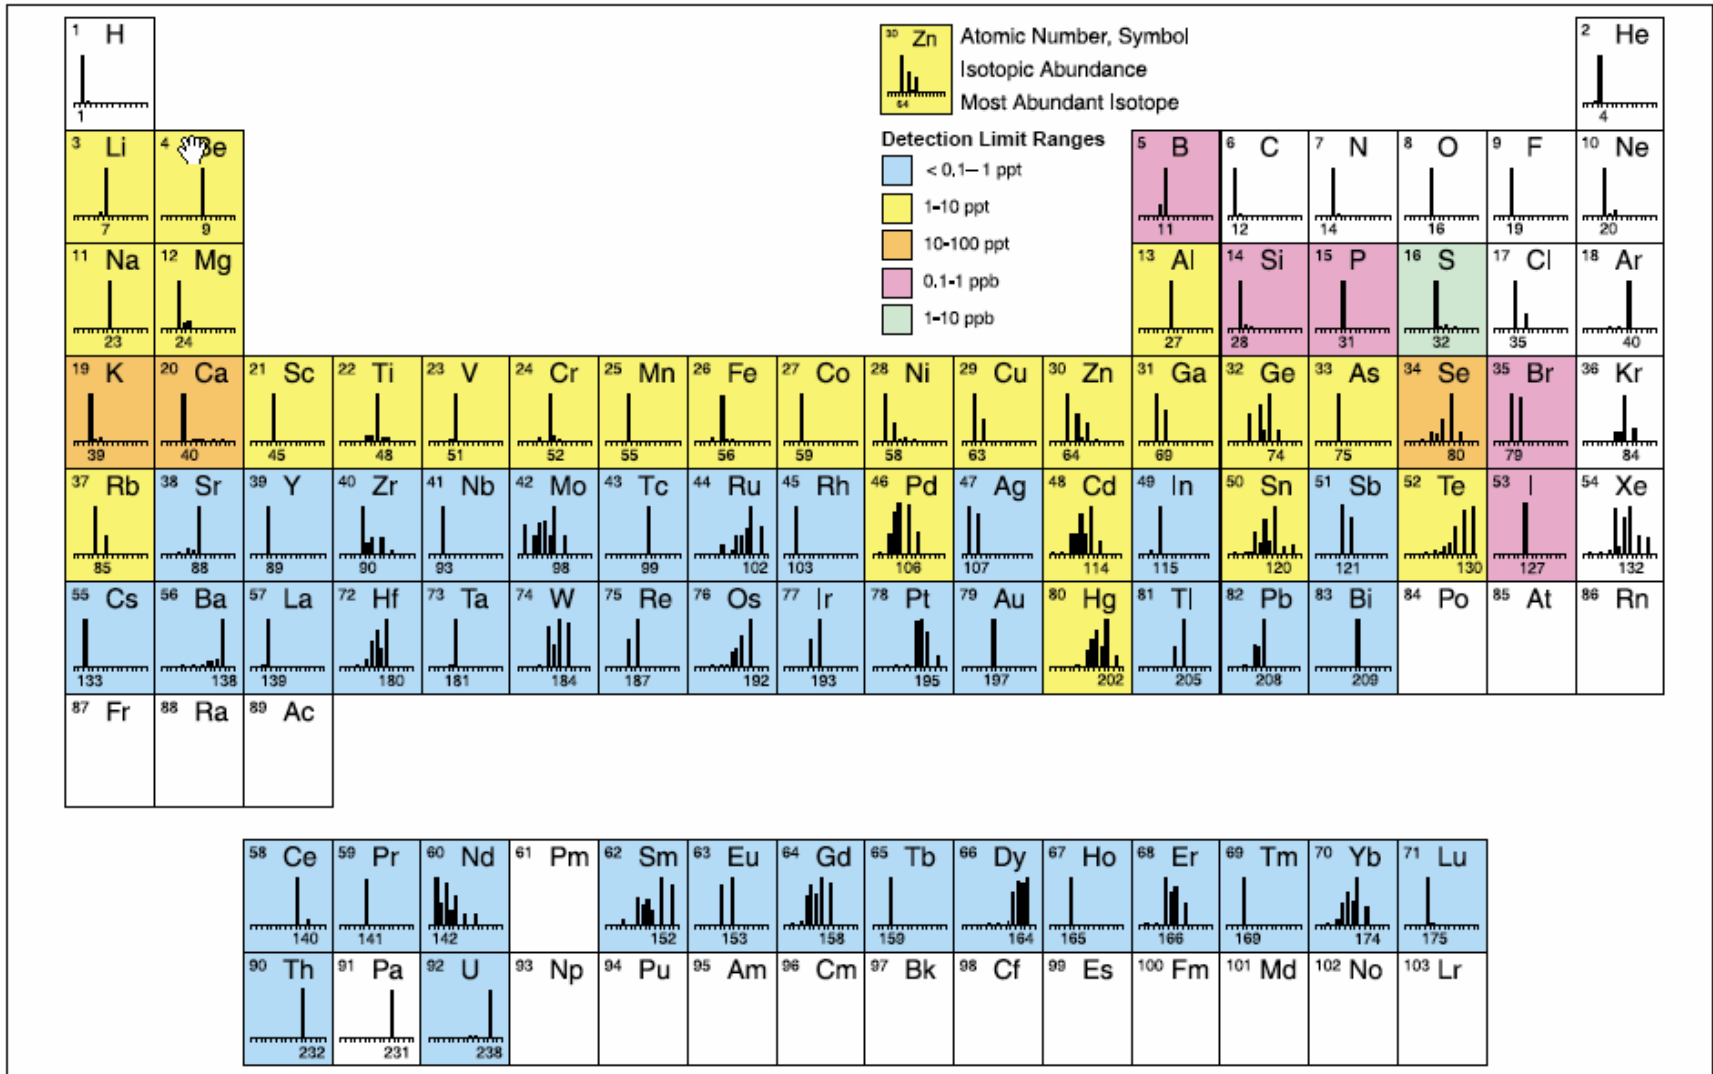 1 H
1
30 Zn
64
Atomic Number, Symbol
Isotopic Abundance
Most Abundant Isotope
2 He
4
Detection Limit Ranges
< 0.1– 1 ppt
1–10 ppt
10-100 ppt
0.1-1 ppb
1–10 ppb
3 Li 4 Be 5 B 6 C 7 N 8 O 9 F 10 Ne
7 9 11 12 14 16 19 20
11 Na 12 Mg 13 Al 14 Si 15 P 16 S 17 Cl 18 Ar
23 24 27 28 31 32 35 40
19 K 20 Ca 21 Sc 22 Ti 23 V 24 Cr 25 Mn 26 Fe 27 Co 28 Ni 29 Cu 30 Zn 31 Ga 32 Ge 33 As 34 Se 35 Br 36 Kr
39 40 45 48 51 52 55 56 59 58 63 64 69 74 75 80 79 84
37 Rb 38 Sr 39 Y 40 Zr 41 Nb 42 Mo 43 Tc 44 Ru 45 Rh 46 Pd 47 Ag 48 Cd 49 In 50 Sn 51 Sb 52 Te 53 I 54 Xe
85 88 89 90 93 98 99 102 103 106 107 114 115 120 121 130 127 132
55 Cs 56 Ba 57 La 72 Hf 73 Ta 74 W 75 Re 76 Os 77 Ir 78 Pt 79 Au 80 Hg 81 Tl 82 Pb 83 Bi 84 Po 85 At 86 Rn
133 138 139 180 181 184 187 192 193 195 197 202 205 208 209
87 Fr 88 Ra 89 Ac
58 Ce 59 Pr 60 Nd 61 Pm 62 Sm 63 Eu 64 Gd 65 Tb 66 Dy 67 Ho 68 Er 69 Tm 70 Yb 71 Lu
140 141 142 152 153 158 159 164 165 166 169 174 175
90 Th 91 Pa 92 U 93 Np 94 Pu 95 Am 96 Cm 97 Bk 98 Cf 99 Es 100 Fm 101 Md 102 No 103 Lr
232 231 238